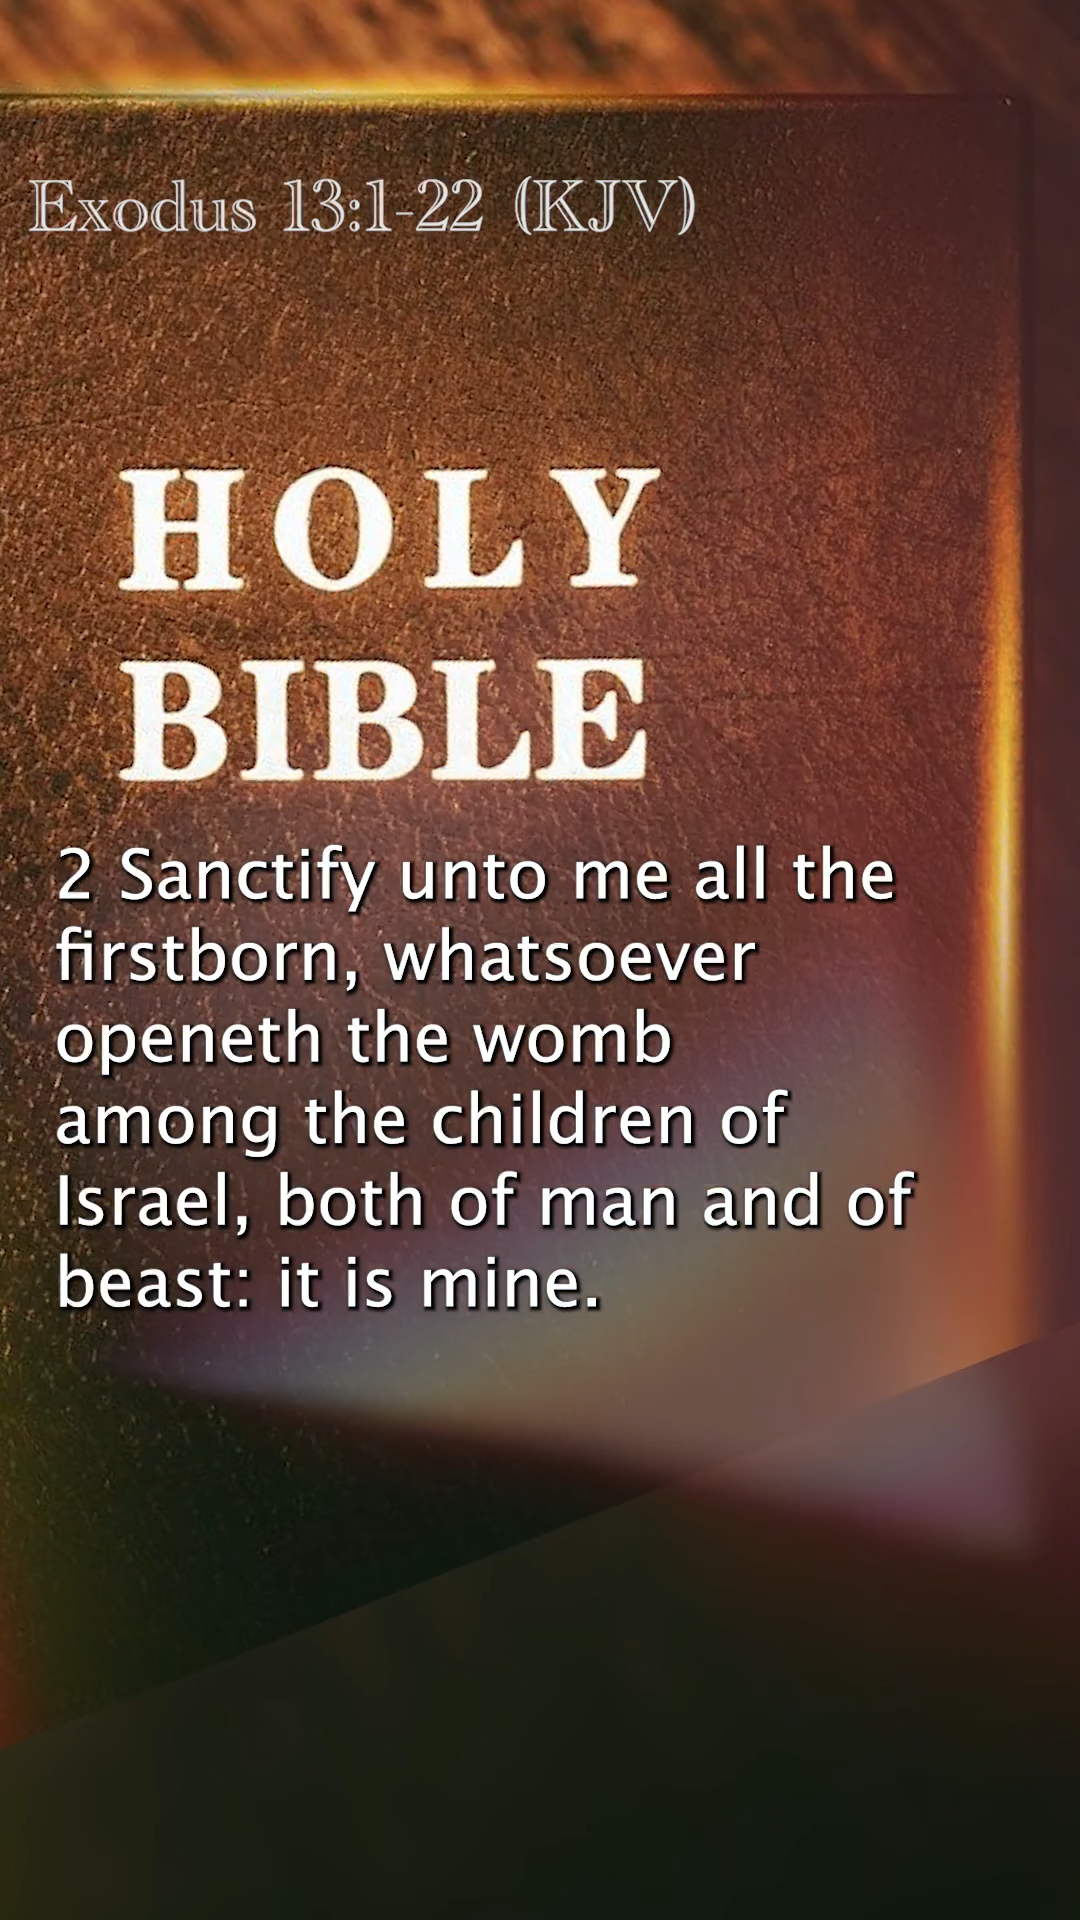 Exodus 13:1-22 (KJV)
HOLY
BIBLE
2 Sanctify unto me all the
firstborn, whatsoever
openeth the womb
among the children of
Israel, both of man and of
beast: it is mine.